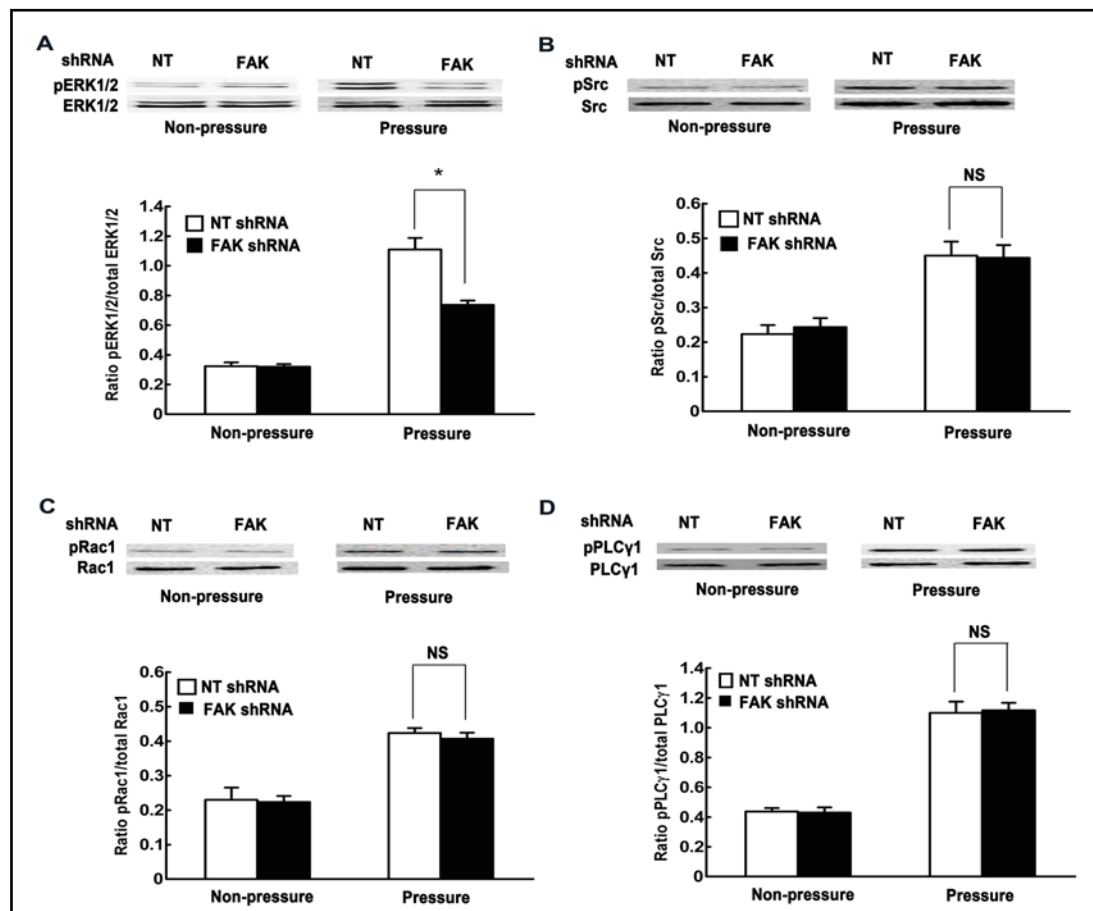 A
shRNA NT FAK NT FAK
pERK1/2
ERK1/2
Non-pressure Pressure
*
Ratio pERK1/2/total ERK1/2
1.4
1.2
1.0
0.8
0.6
0.4
0.2
0
NT shRNA
FAK shRNA
Non-pressure Pressure
B
shRNA NT FAK NT FAK
pSrc
Src
Non-pressure Pressure
NS
Ratio pSrc/total Src
0.6
0.5
0.4
0.3
0.2
0.1
0
NT shRNA
FAK shRNA
Non-pressure Pressure
C
shRNA NT FAK NT FAK
pRac1
Rac1
Non-pressure Pressure
NS
Ratio pRac1/total Rac1
0.6
0.5
0.4
0.3
0.2
0.1
0
NT shRNA
FAK shRNA
Non-pressure Pressure
D
shRNA NT FAK NT FAK
pPLCγ1
PLCγ1
Non-pressure Pressure
NS
Ratio pPLCγ1/total PLCγ1
1.4
1.2
1.0
0.8
0.6
0.4
0.2
0
NT shRNA
FAK shRNA
Non-pressure Pressure